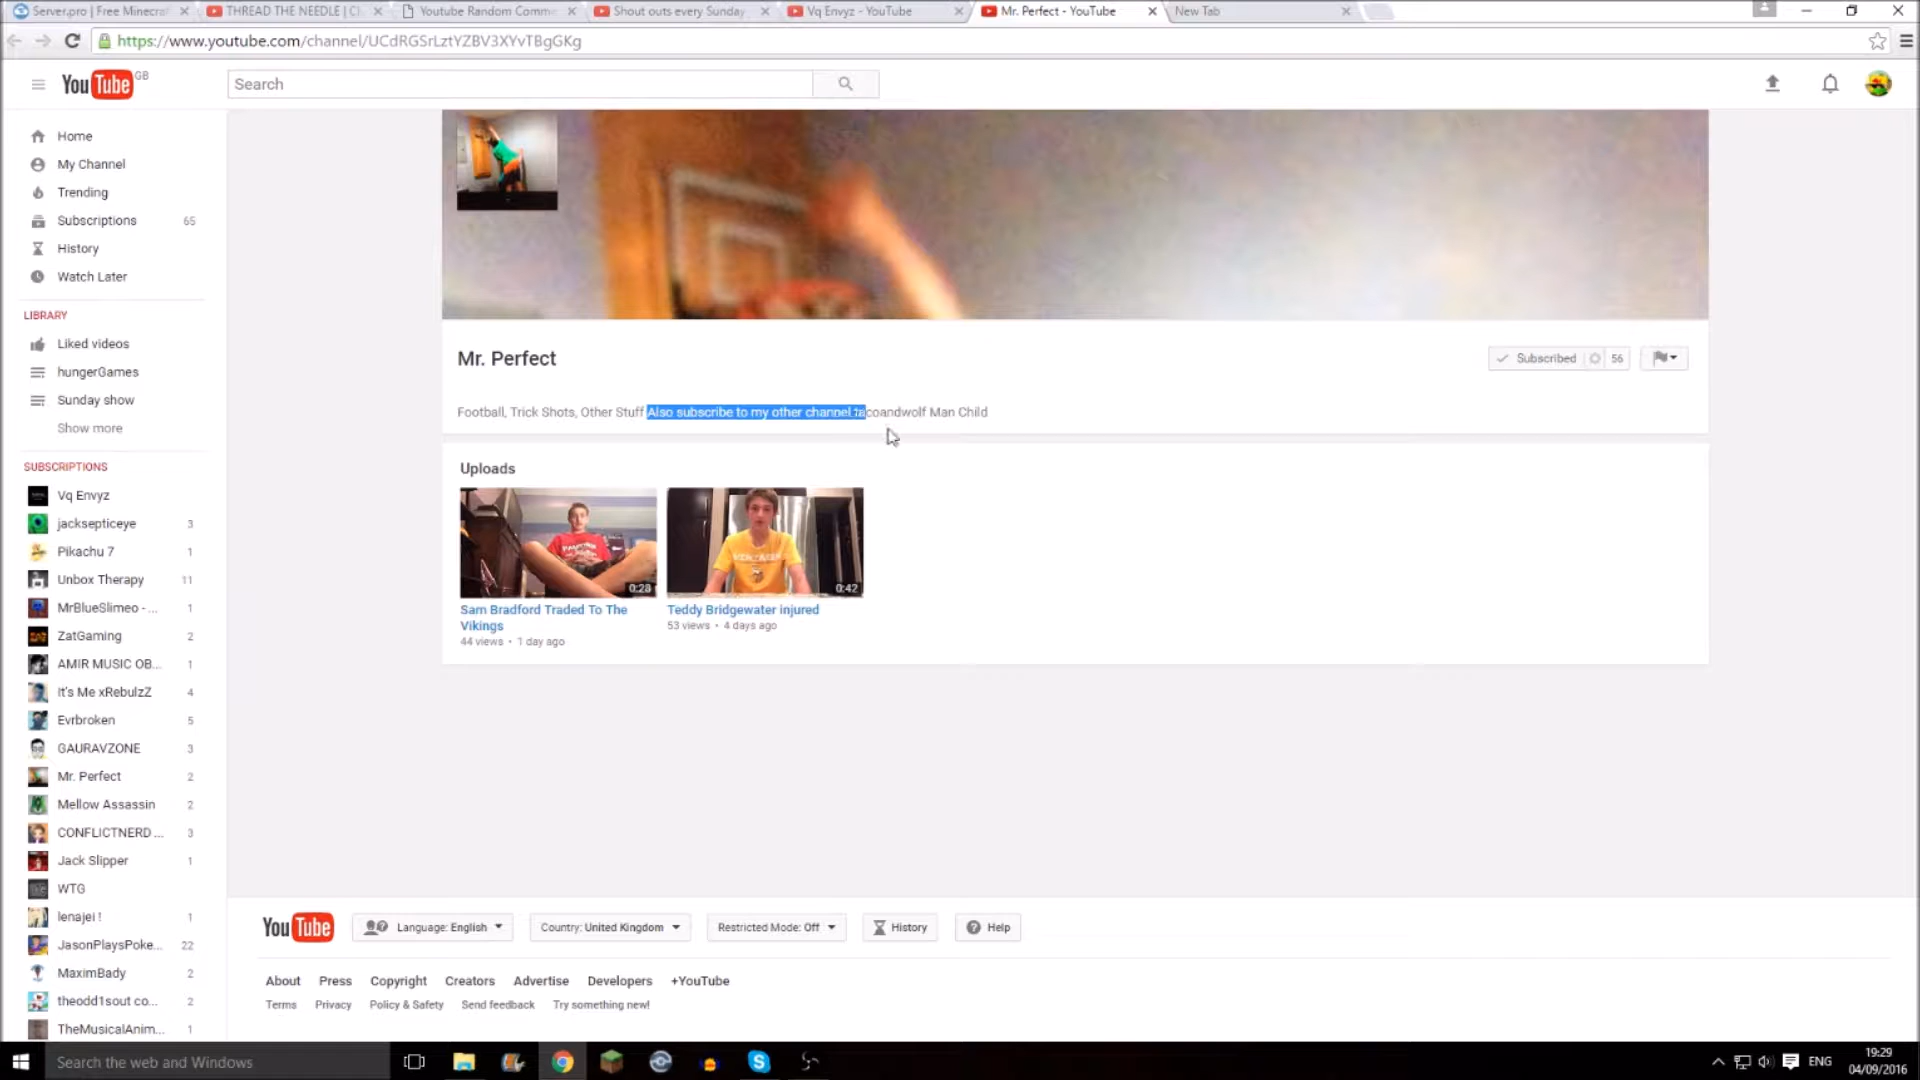 Server.pro | Free Minecraf
THREAD THE NEEDLE | C
Youtube Random Comme
Shout outs every Sunday
Vq Envyz - YouTube
Mr. Perfect - YouTube
New Tab
https://www.youtube.com/channel/UCdRGSrLztYZBV3XYvTBgGKg
YouTube GB
Search
Home
My Channel
Trending
Subscriptions 65
History
Watch Later
LIBRARY
Liked videos
hungerGames
Sunday show
Show more
SUBSCRIPTIONS
Vq Envyz
jacksepticeye 3
Pikachu 7 1
Unbox Therapy 11
MrBlueSlimeo - ... 1
ZatGaming 2
AMIR MUSIC OB... 1
It's Me xRebulzZ 4
Evrbroken 5
GAURAVZONE 3
Mr. Perfect 2
Mellow Assassin 2
CONFLICTNERD ... 3
Jack Slipper 1
WTG
lenajei ! 1
JasonPlaysPoke... 22
MaximBady 2
theodd1sout co... 2
TheMusicalAnim... 1
Mr. Perfect
Subscribed 56
Football, Trick Shots, Other Stuff Also subscribe to my other channel tacoandwolf Man Child
Uploads
0:23
0:42
Sam Bradford Traded To The
Vikings
44 views • 1 day ago
Teddy Bridgewater injured
53 views • 4 days ago
YouTube
Language: English
Country: United Kingdom
Restricted Mode: Off
History
Help
About Press Copyright Creators Advertise Developers +YouTube
Terms Privacy Policy & Safety Send feedback Try something new!
Search the web and Windows
ENG
19:29
04/09/2016